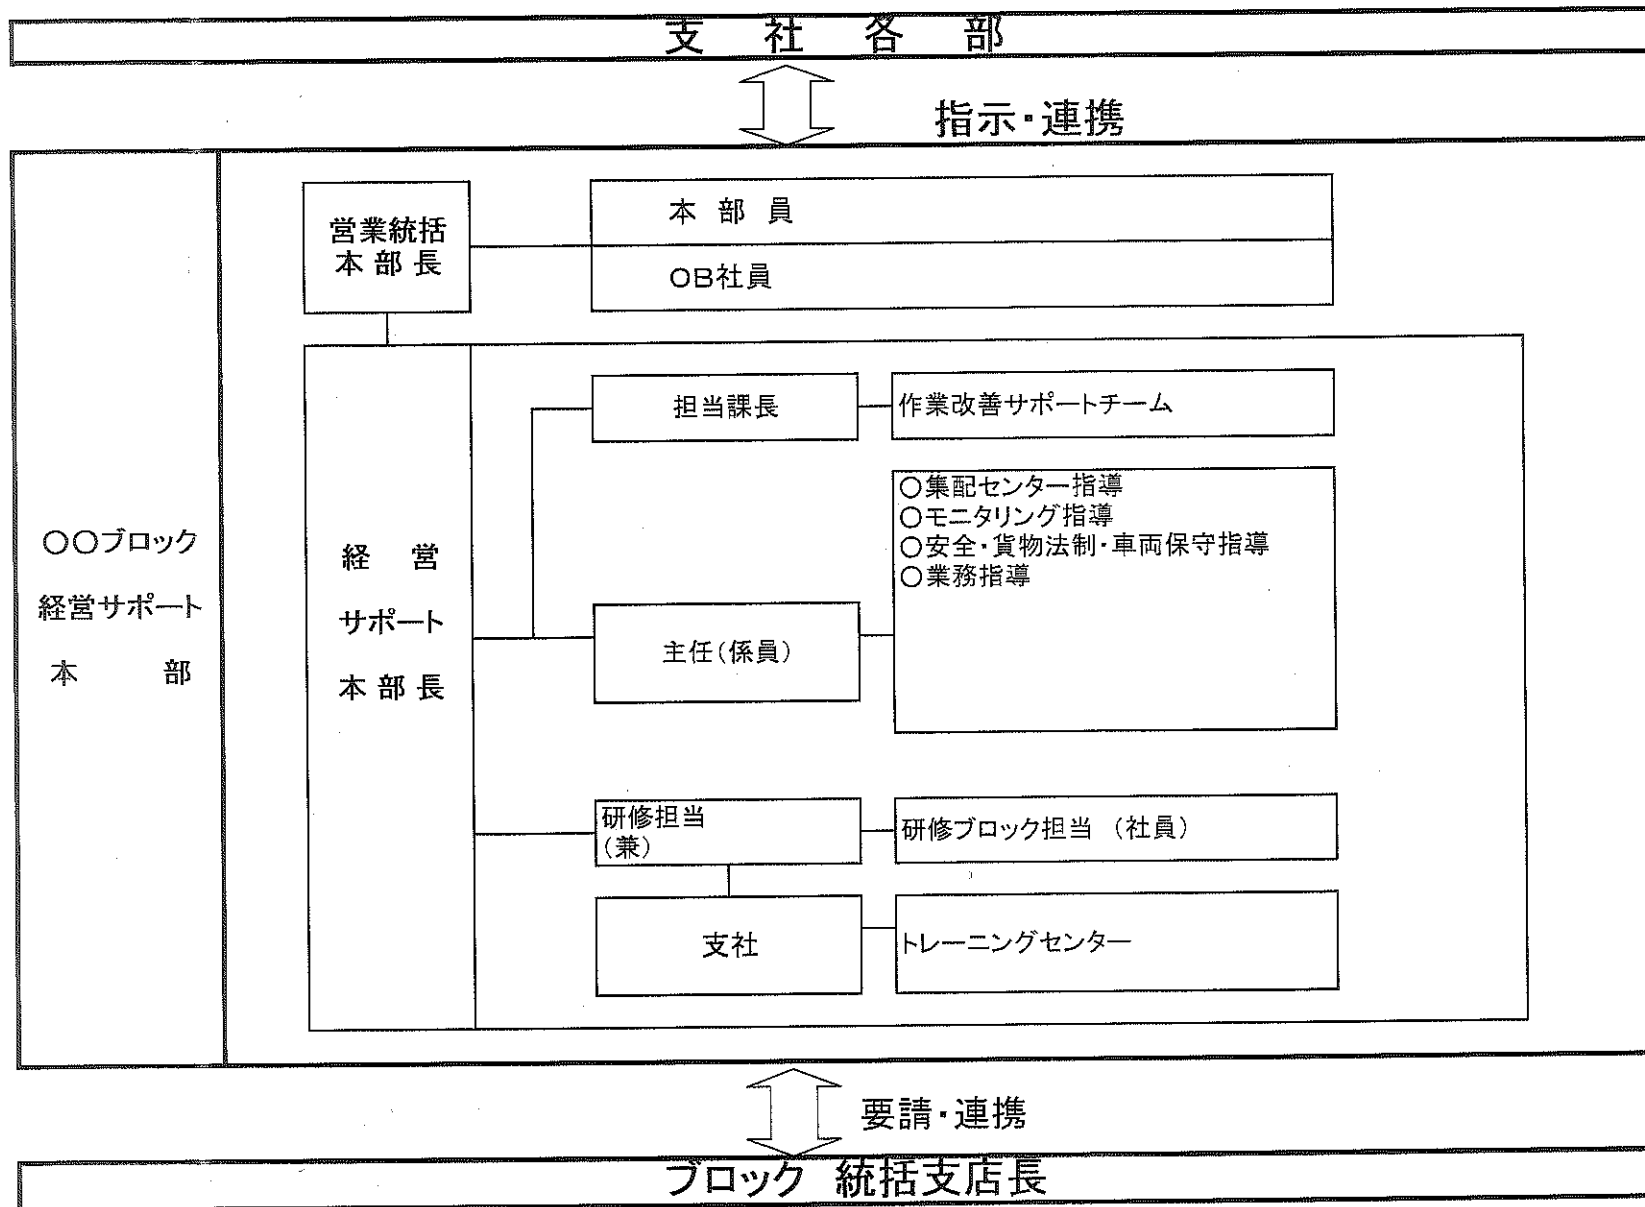 支 社 各 部
指示・連携
〇〇ブロック
経営サポート
本 部
営業統括
本 部 長
本 部 員
OB社員
経 営
サポート
本 部 長
担当課長
作業改善サポートチーム
主任(係員)
〇集配センター指導
〇モニタリング指導
〇安全・貨物法制・車両保守指導
〇業務指導
研修担当
(兼)
研修ブロック担当 (社員)
支社
トレーニングセンター
要請・連携
ブロック 統括支店長